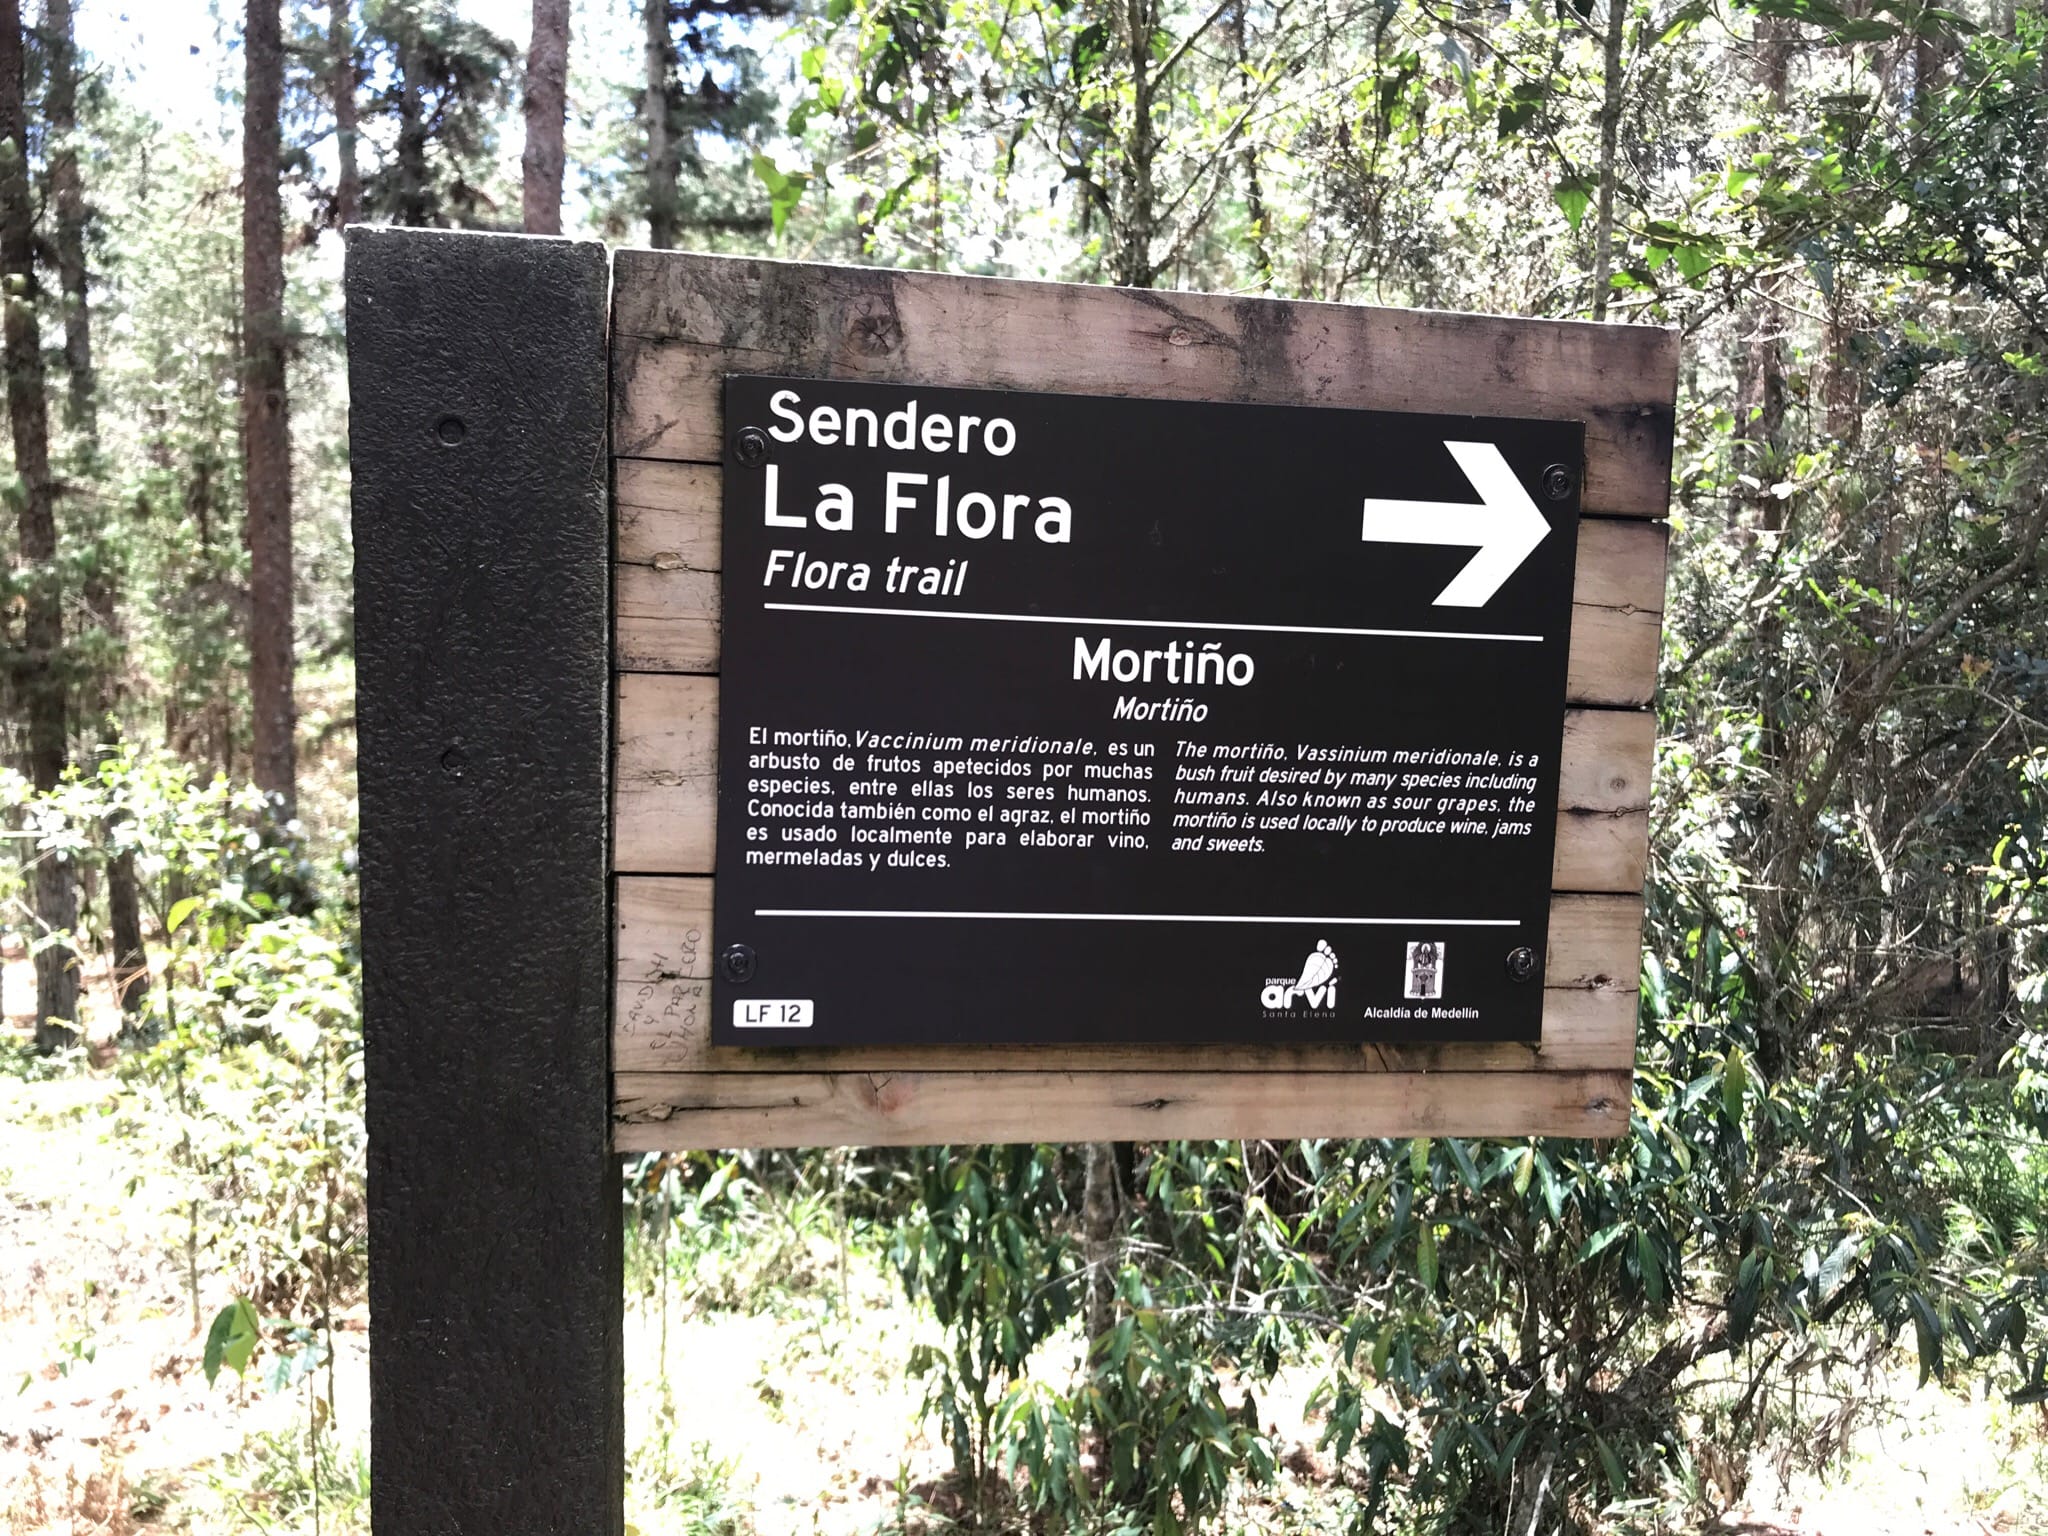 Sendero
La Flora
Flora trail
Mortiño
Mortiño
El mortiño, Vaccinium meridionale, es un
arbusto de frutos apetecidos por muchas
especies, entre ellas los seres humanos.
Conocida también como el agraz, el mortiño
es usado localmente para elaborar vino,
mermeladas y dulces.
The mortiño, Vassinium meridionale, is a
bush fruit desired by many species including
humans. Also known as sour grapes, the
mortiño is used locally to produce wine, jams
and sweets.
LF 12
parque
arví
Santa Elena
Alcaldía de Medellín